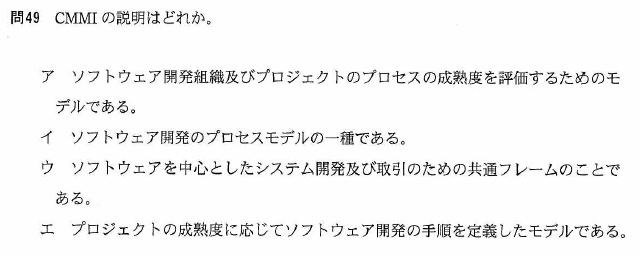 問49 CMMI の説明はどれか。
ア ソフトウェア開発組織及びプロジェクトのプロセスの成熟度を評価するためのモ
デルである。
イ ソフトウェア開発のプロセスモデルの一種である。
ウ ソフトウェアを中心としたシステム開発及び取引のための共通フレームのことで
ある。
エ プロジェクトの成熟度に応じてソフトウェア開発の手順を定義したモデルである。